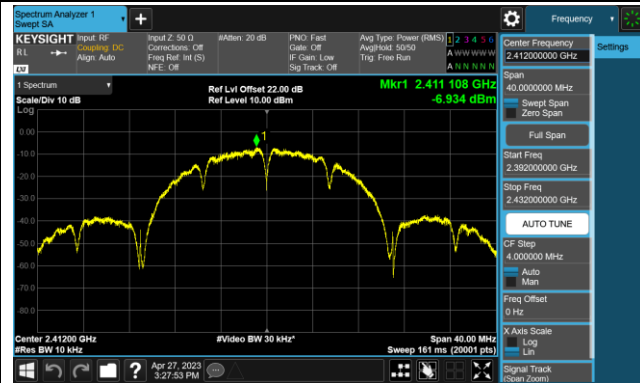 Spectrum Analyzer 1
Swept SA
Frequency
KEYSIGHT
RL
LXI
Input: RF
Coupling: DC
Align: Auto
Input Z: 50 Ω
Corrections: Off
Freq Ref: Int (S)
NFE: Off
#Atten: 20 dB
PNO: Fast
Gate: Off
IF Gain: Low
Sig Track: Off
Avg Type: Power (RMS)
Avg|Hold: 50/50
Trig: Free Run
1 2 3 4 5 6
A W W W W W
A N N N N N
1 Spectrum
Scale/Div 10 dB
Ref Lvl Offset 22.00 dB
Ref Level 10.00 dBm
Mkr1 2.411 108 GHz
-6.934 dBm
Log
1
0.00
-10.0
-20.0
-30.0
-40.0
-50.0
-60.0
-70.0
-80.0
Center 2.41200 GHz
#Res BW 10 kHz
#Video BW 30 kHz*
Span 40.00 MHz
Sweep 161 ms (20001 pts)
Center Frequency
2.412000000 GHz
Settings
Span
40.0000000 MHz
Swept Span
Zero Span
Full Span
Start Freq
2.392000000 GHz
Stop Freq
2.432000000 GHz
AUTO TUNE
CF Step
4.000000 MHz
Auto
Man
Freq Offset
0 Hz
X Axis Scale
Log
Lin
Signal Track
(Span Zoom)
?
Apr 27, 2023
3:27:53 PM